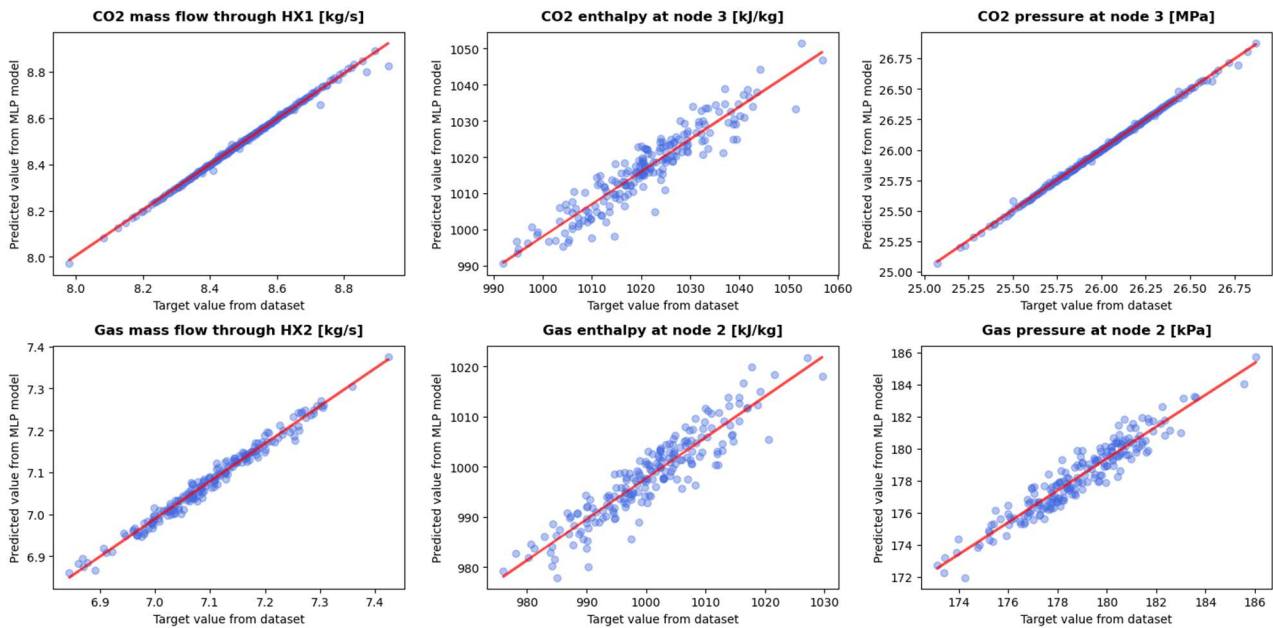 CO2 mass flow through HX1 [kg/s]
Predicted value from MLP model
8.8
8.6
8.4
8.2
8.0
8.0 8.2 8.4 8.6 8.8
Target value from dataset
CO2 enthalpy at node 3 [kJ/kg]
Predicted value from MLP model
1050
1040
1030
1020
1010
1000
990
990 1000 1010 1020 1030 1040 1050 1060
Target value from dataset
CO2 pressure at node 3 [MPa]
Predicted value from MLP model
26.75
26.50
26.25
26.00
25.75
25.50
25.25
25.00
25.00 25.25 25.50 25.75 26.00 26.25 26.50 26.75
Target value from dataset
Gas mass flow through HX2 [kg/s]
Predicted value from MLP model
7.4
7.3
7.2
7.1
7.0
6.9
6.9 7.0 7.1 7.2 7.3 7.4
Target value from dataset
Gas enthalpy at node 2 [kJ/kg]
Predicted value from MLP model
1020
1010
1000
990
980
980 990 1000 1010 1020 1030
Target value from dataset
Gas pressure at node 2 [kPa]
Predicted value from MLP model
186
184
182
180
178
176
174
172
174 176 178 180 182 184 186
Target value from dataset